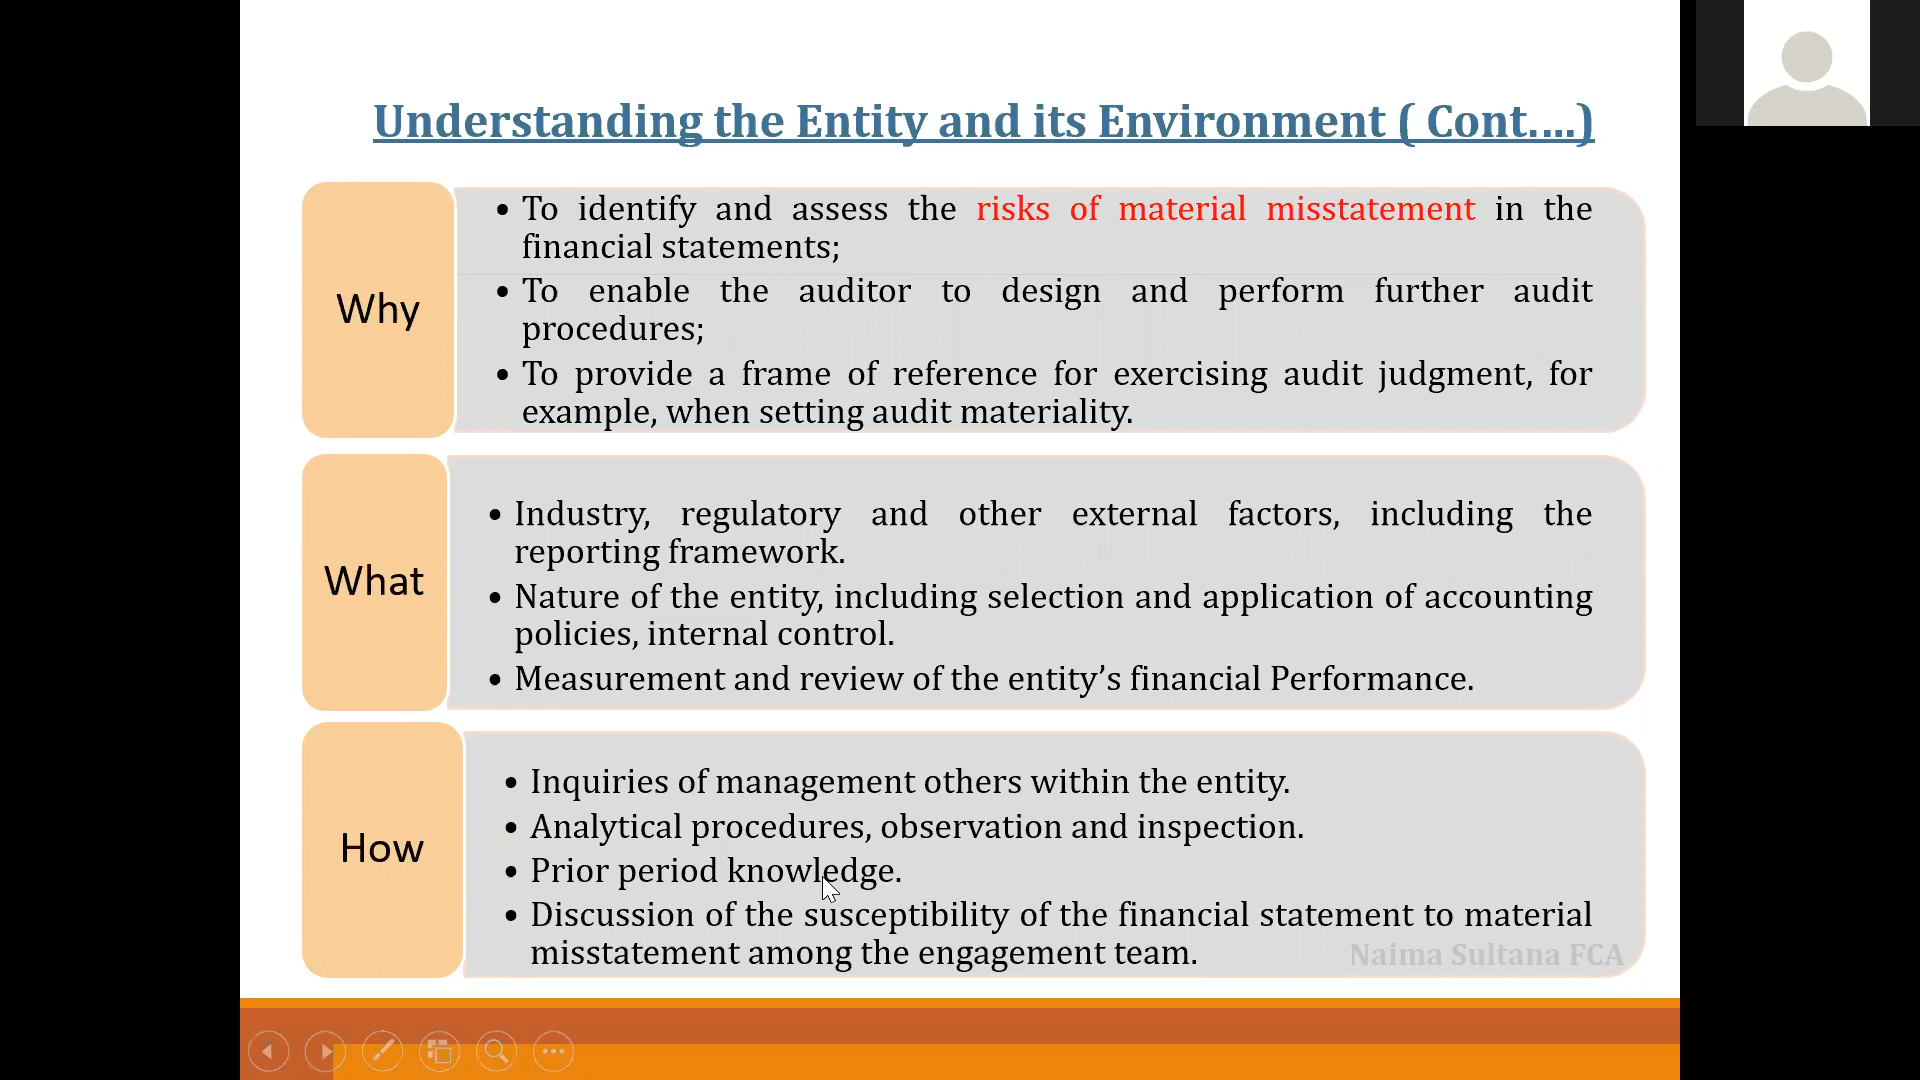 Understanding the Entity and its Environment ( Cont....)
Why
• To identify and assess the risks of material misstatement in the
financial statements;
• To enable the auditor to design and perform further audit
procedures;
• To provide a frame of reference for exercising audit judgment, for
example, when setting audit materiality.
What
• Industry, regulatory and other external factors, including the
reporting framework.
• Nature of the entity, including selection and application of accounting
policies, internal control.
• Measurement and review of the entity’s financial Performance.
How
• Inquiries of management others within the entity.
• Analytical procedures, observation and inspection.
• Prior period knowledge.
• Discussion of the susceptibility of the financial statement to material
misstatement among the engagement team.
Naima Sultana FCA